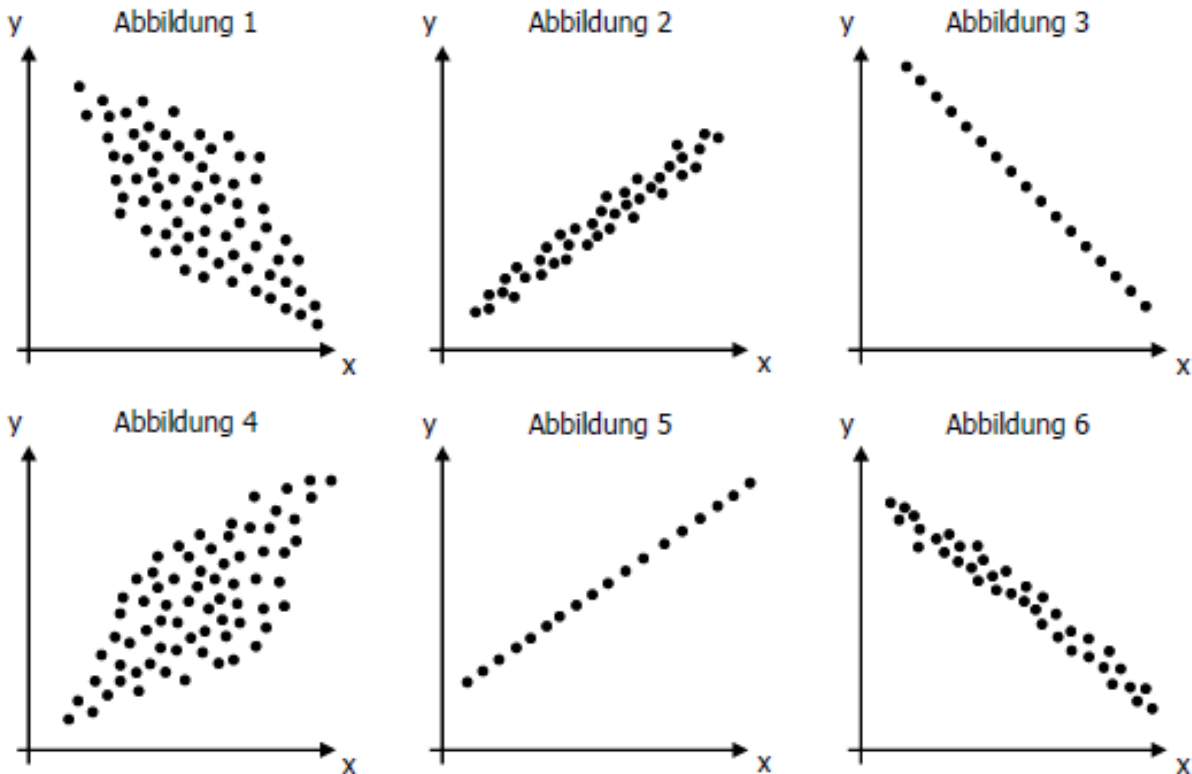 y Abbildung 1
x
y Abbildung 2
x
y Abbildung 3
x
y Abbildung 4
x
y Abbildung 5
x
y Abbildung 6
x